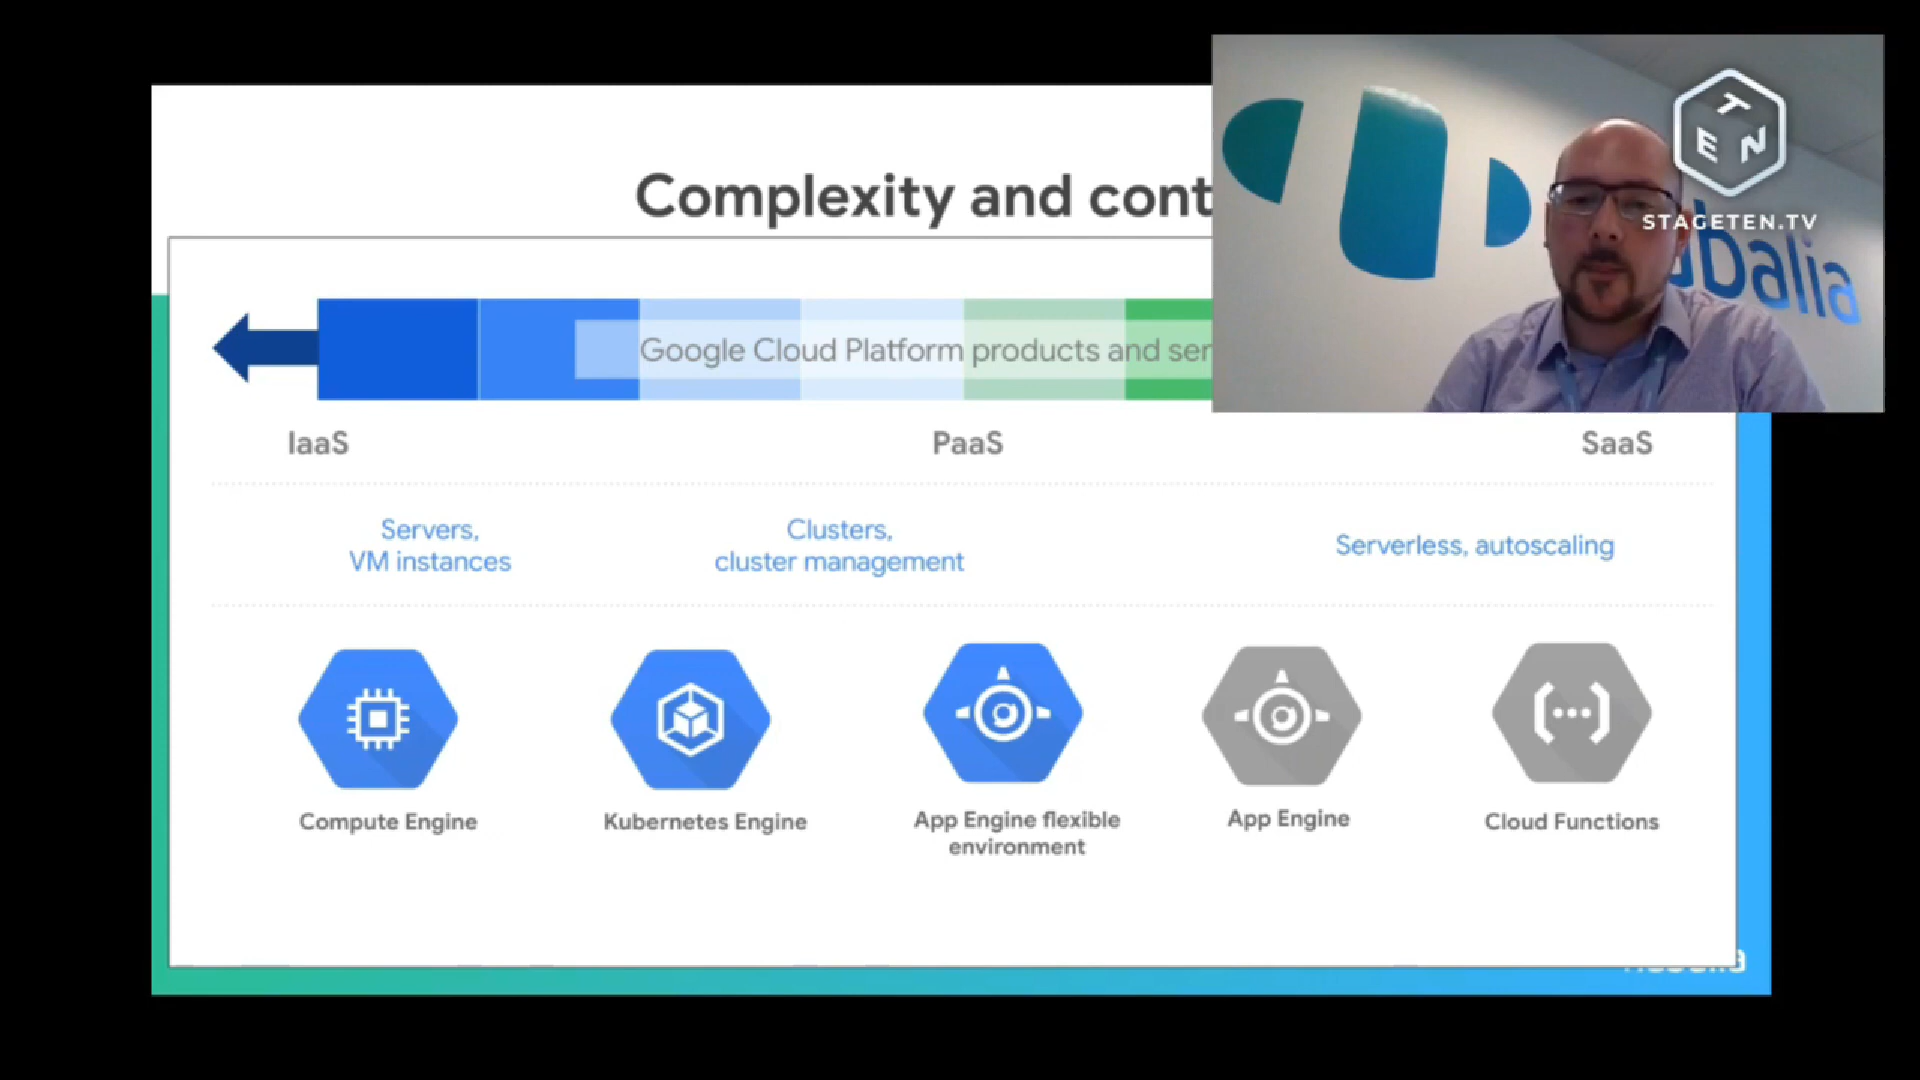 Complexity and cont
Google Cloud Platform products and ser
IaaS
PaaS
SaaS
Servers,
VM instances
Clusters,
cluster management
Serverless, autoscaling
Compute Engine
Kubernetes Engine
App Engine flexible
environment
App Engine
Cloud Functions
TEN
STAGETEN.TV
balia